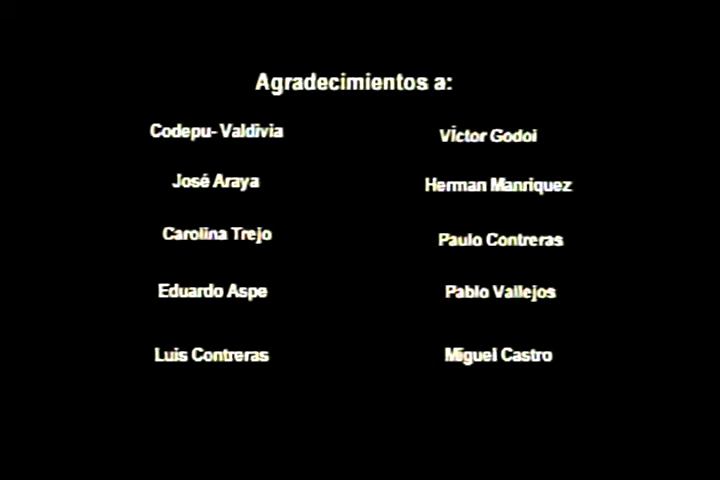 Agradecimientos a:
Codepu- Valdivia
Víctor Godoi
José Araya
Herman Manriquez
Carolina Trejo
Paulo Contreras
Eduardo Aspe
Pablo Vallejos
Luis Contreras
Miguel Castro